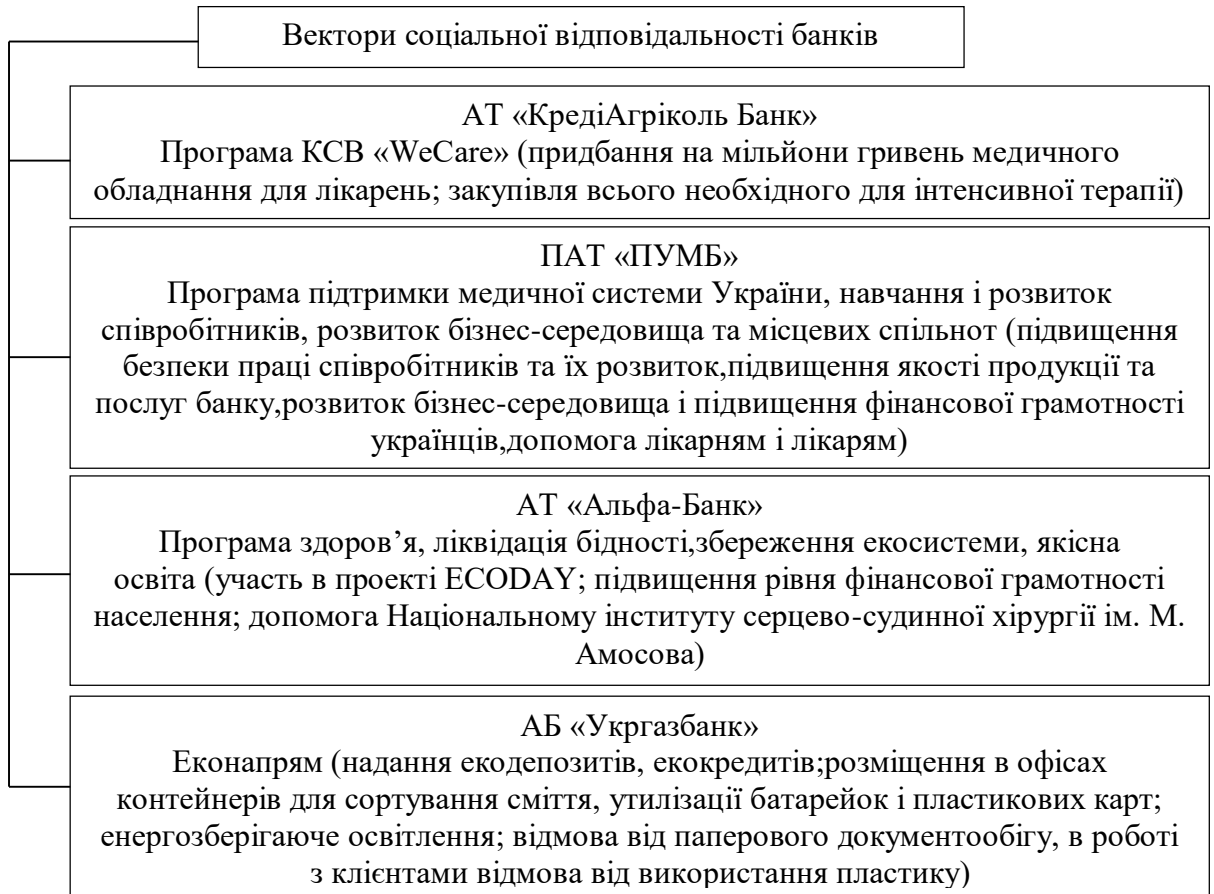 Вектори соціальної відповідальності банків
АТ «КредіАгріколь Банк»
Програма КСВ «WeCare» (придбання на мільйони гривень медичного
обладнання для лікарень; закупівля всього необхідного для інтенсивної терапії)
ПАТ «ПУМБ»
Програма підтримки медичної системи України, навчання і розвиток
співробітників, розвиток бізнес-середовища та місцевих спільнот (підвищення
безпеки праці співробітників та їх розвиток,підвищення якості продукції та
послуг банку,розвиток бізнес-середовища і підвищення фінансової грамотності
українців,допомога лікарням і лікарям)
АТ «Альфа-Банк»
Програма здоров’я, ліквідація бідності,збереження екосистеми, якісна
освіта (участь в проекті ECODAY; підвищення рівня фінансової грамотності
населення; допомога Національному інституту серцево-судинної хірургії ім. М.
Амосова)
АБ «Укргазбанк»
Еконапрям (надання екодепозитів, екокредитів;розміщення в офісах
контейнерів для сортування сміття, утилізації батарейок і пластикових карт;
енергозберігаюче освітлення; відмова від паперового документообігу, в роботі
з клієнтами відмова від використання пластику)